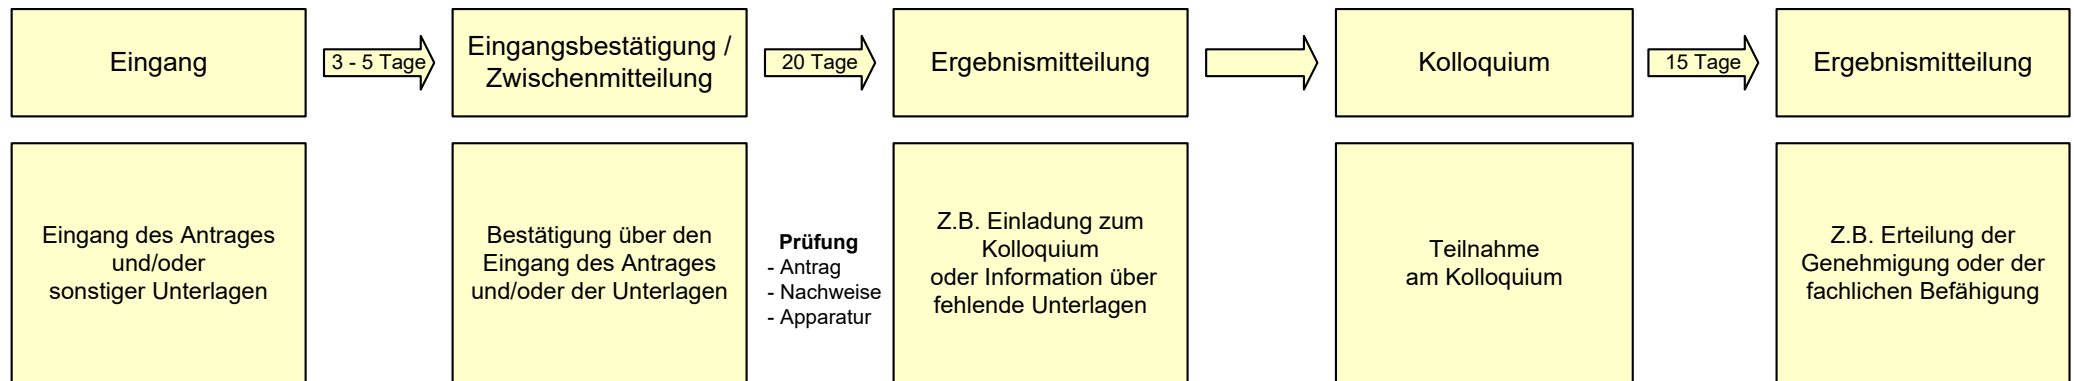 Eingang
3 - 5 Tage
Eingangsbestätigung /
Zwischenmitteilung
20 Tage
Ergebnismitteilung
Kolloquium
15 Tage
Ergebnismitteilung
Eingang des Antrages
und/oder
sonstiger Unterlagen
Bestätigung über den
Eingang des Antrages
und/oder der Unterlagen
Prüfung
- Antrag
- Nachweise
- Apparatur
Z.B. Einladung zum
Kolloquium
oder Information über
fehlende Unterlagen
Teilnahme
am Kolloquium
Z.B. Erteilung der
Genehmigung oder der
fachlichen Befähigung